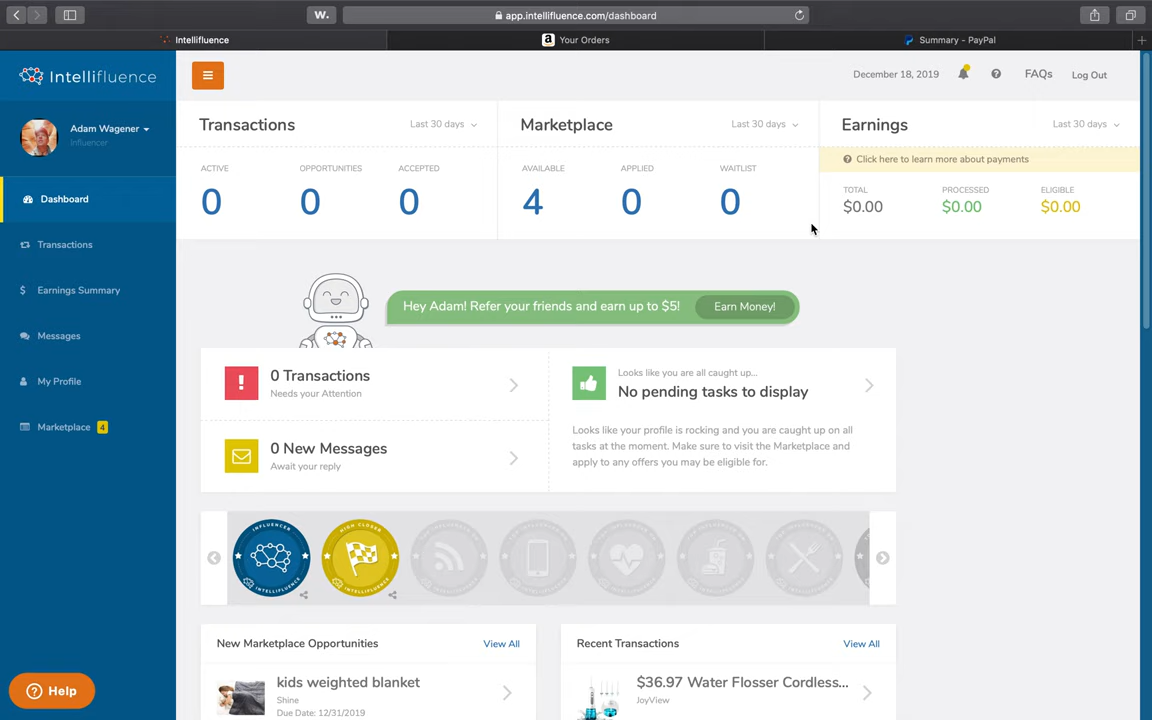 W.
app.intellifluence.com/dashboard
Intellifluence
a Your Orders
Summary - PayPal
Intellifluence
Adam Wagener
Influencer
Dashboard
Transactions
Earnings Summary
Messages
My Profile
Marketplace 4
Help
December 18, 2019
FAQs
Log Out
Transactions
Last 30 days
ACTIVE
OPPORTUNITIES
ACCEPTED
0
0
0
Marketplace
Last 30 days
AVAILABLE
APPLIED
WAITLIST
4
0
0
Earnings
Last 30 days
Click here to learn more about payments
TOTAL
PROCESSED
ELIGIBLE
$0.00
$0.00
$0.00
Hey Adam! Refer your friends and earn up to $5!
Earn Money!
0 Transactions
Needs your Attention
0 New Messages
Await your reply
Looks like you are all caught up...
No pending tasks to display
Looks like your profile is rocking and you are caught up on all
tasks at the moment. Make sure to visit the Marketplace and
apply to any offers you may be eligible for.
INFLUENCER
INTELLIFLUENCE
HIGH CLOSER
INTELLIFLUENCE
New Marketplace Opportunities
View All
kids weighted blanket
Shine
Due Date: 12/31/2019
Recent Transactions
View All
$36.97 Water Flosser Cordless...
JoyView